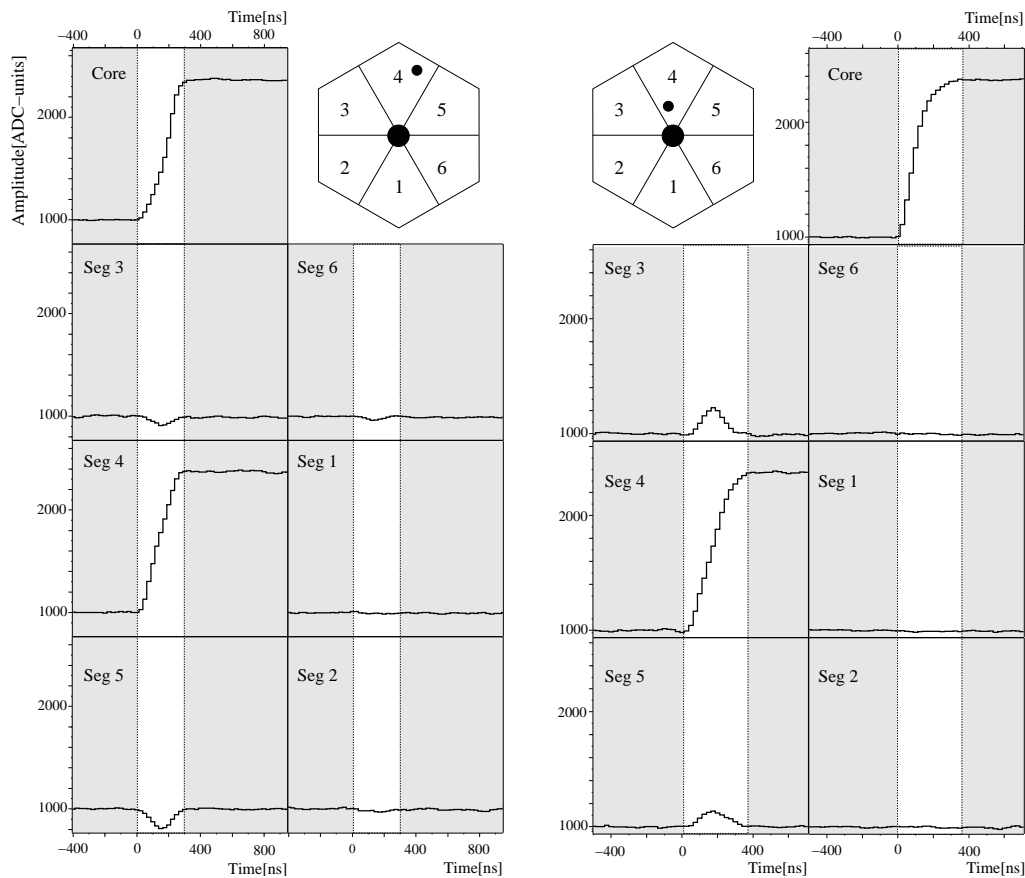 Time[ns]
−400 0 400 800
Amplitude[ADC−units]
Core
2000
1000
4
3 5
2 6
1
Seg 3
2000
1000
Seg 6
Seg 4
2000
1000
Seg 1
Seg 5
2000
1000
Seg 2
−400 0 400
Time[ns]
−400 0 400 800
Time[ns]
4
3 5
2 6
1
Time[ns]
−400 0 400
Core
2000
1000
Seg 3
2000
1000
Seg 6
Seg 4
2000
1000
Seg 1
Seg 5
2000
1000
Seg 2
−400 0 400
Time[ns]
−400 0 400
Time[ns]